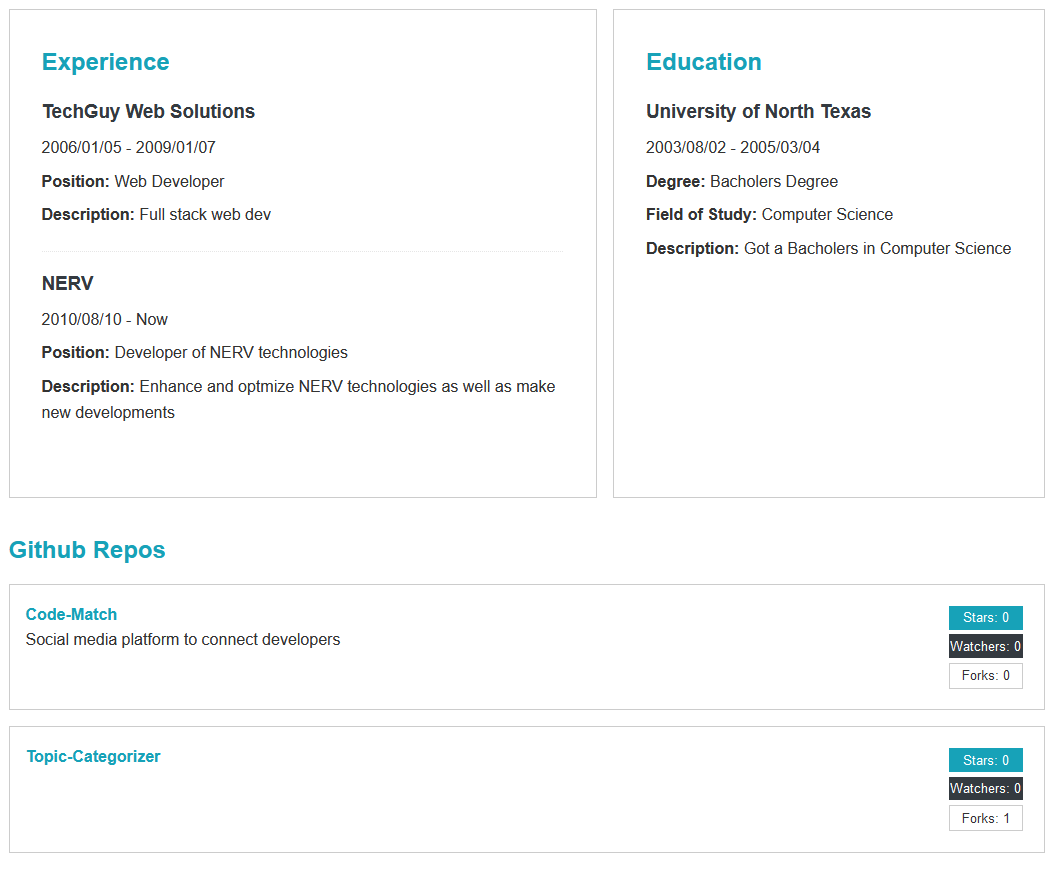 Experience
TechGuy Web Solutions
2006/01/05 - 2009/01/07
Position: Web Developer
Description: Full stack web dev
NERV
2010/08/10 - Now
Position: Developer of NERV technologies
Description: Enhance and optmize NERV technologies as well as make
new developments
Education
University of North Texas
2003/08/02 - 2005/03/04
Degree: Bacholers Degree
Field of Study: Computer Science
Description: Got a Bacholers in Computer Science
Github Repos
Code-Match
Social media platform to connect developers
Stars: 0
Watchers: 0
Forks: 0
Topic-Categorizer
Stars: 0
Watchers: 0
Forks: 1